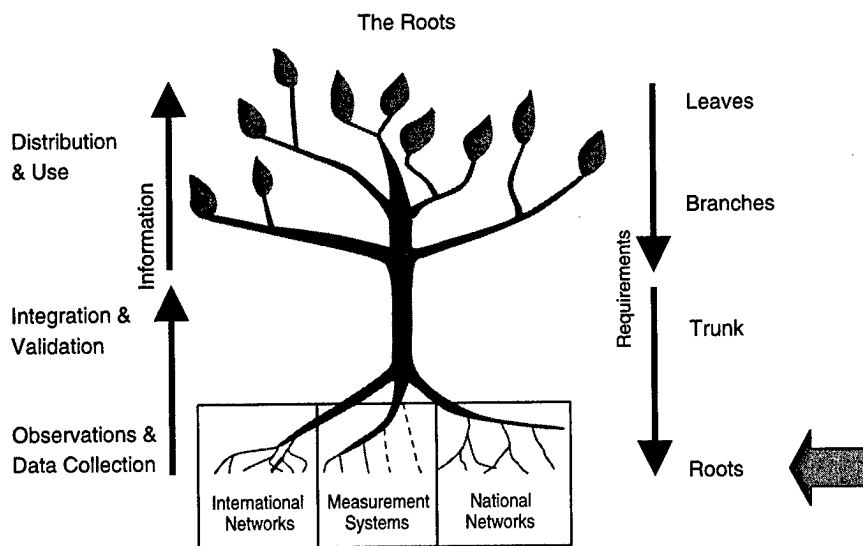 The Roots
Distribution
& Use
Information
Integration &
Validation
Observations &
Data Collection
International
Networks
Measurement
Systems
National
Networks
Requirements
Leaves
Branches
Trunk
Roots